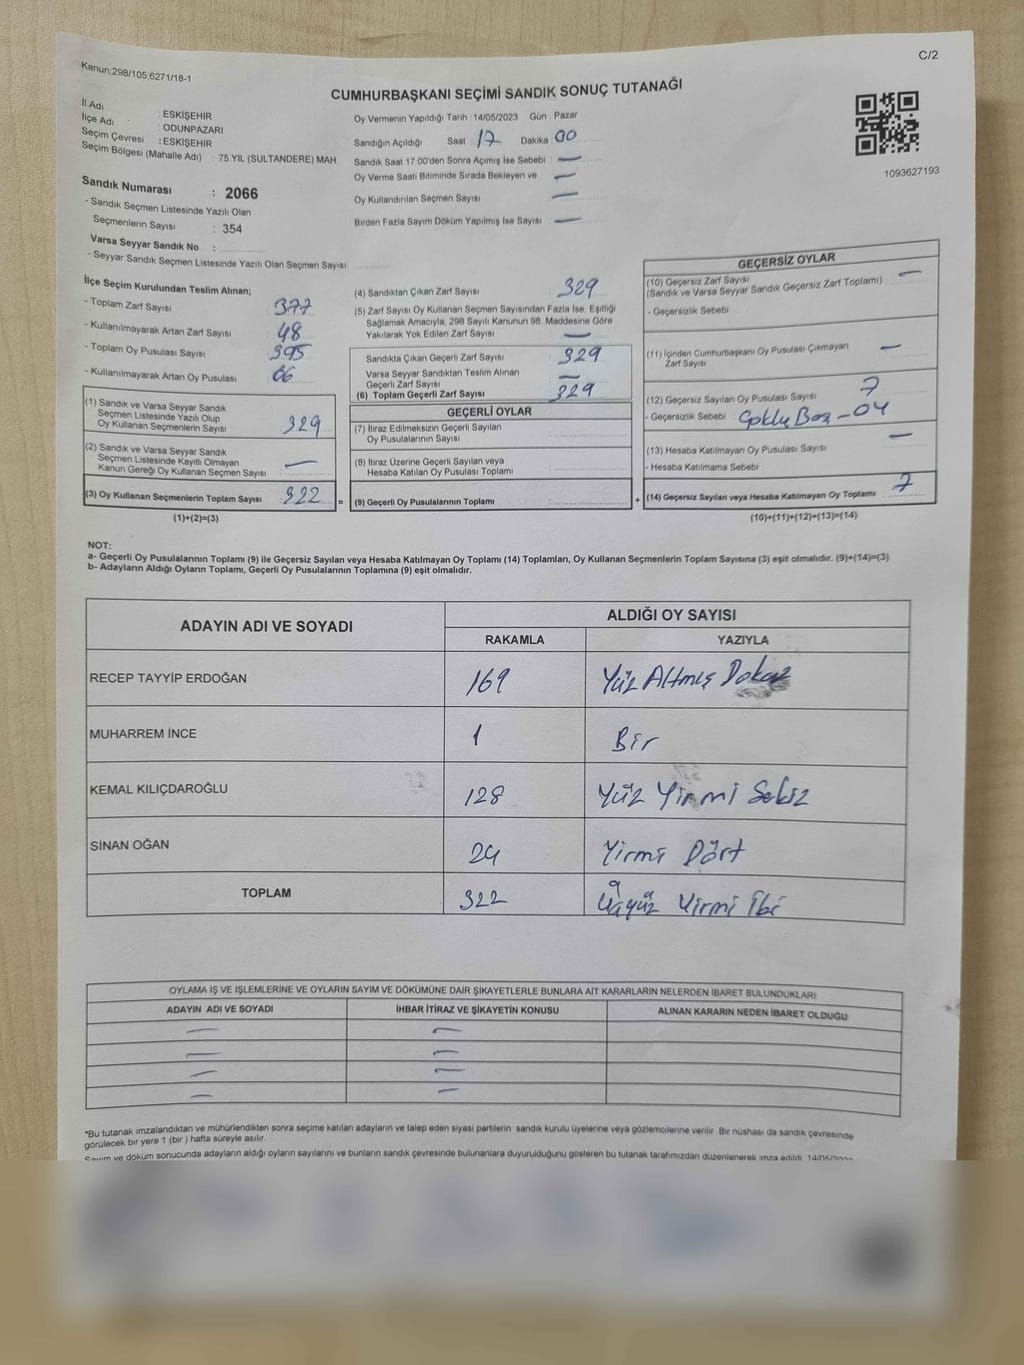 Kanun:298/105,6271/18-1
C/2
CUMHURBAŞKANI SEÇİMİ SANDIK SONUÇ TUTANAĞI
İl Adı : ESKİŞEHİR
İlçe Adı : ODUNPAZARI
Seçim Çevresi : ESKİŞEHİR
Seçim Bölgesi (Mahalle Adı) : 75.YIL (SULTANDERE) MAH
Sandık Numarası : 2066
- Sandık Seçmen Listesinde Yazılı Olan
Seçmenlerin Sayısı : 354
Varsa Seyyar Sandık No :
- Seyyar Sandık Seçmen Listesinde Yazılı Olan Seçmen Sayısı:
Oy Vermenin Yapıldığı Tarih :14/05/2023 Gün Pazar
Sandığın Açıldığı Saat : 17 Dakika : 00
Sandık Saat 17:00'den Sonra Açımış İse Sebebi : —
Oy Verme Saati Bitiminde Sırada Bekleyen ve —
Oy Kullandırılan Seçmen Sayısı : —
Birden Fazla Sayım Döküm Yapılmış İse Sayısı : —
1093627193
İlçe Seçim Kurulundan Teslim Alınan;
- Toplam Zarf Sayısı : 377
- Kullanılmayarak Artan Zarf Sayısı : 48
- Toplam Oy Pusulası Sayısı : 395
- Kullanılmayarak Artan Oy Pusulası : 66
(1) Sandık ve Varsa Seyyar Sandık
Seçmen Listesinde Yazılı Olup
Oy Kullanan Seçmenlerin Sayısı : 329
(2) Sandık ve Varsa Seyyar Sandık
Seçmen Listesinde Kayıtlı Olmayan
Kanun Gereği Oy Kullanan Seçmen Sayısı : —
(3) Oy Kullanan Seçmenlerin Toplam Sayısı : 322 =
(1)+(2)=(3)
(4) Sandıktan Çıkan Zarf Sayısı : 329
(5) Zarf Sayısı Oy Kullanan Seçmen Sayısından Fazla İse, Eşitliği
Sağlamak Amacıyla, 298 Sayılı Kanunun 98. Maddesine Göre
Yakılarak Yok Edilen Zarf Sayısı : —
Sandıkta Çıkan Geçerli Zarf Sayısı : 329
Varsa Seyyar Sandıktan Teslim Alınan
Geçerli Zarf Sayısı : —
(6) Toplam Geçerli Zarf Sayısı : 329
GEÇERLİ OYLAR
(7) İtiraz Edilmeksizin Geçerli Sayılan
Oy Pusulalarının Sayısı :
(8) İtiraz Üzerine Geçerli Sayılan veya
Hesaba Katılan Oy Pusulası Toplamı :
(9) Geçerli Oy Pusulalarının Toplamı : +
GEÇERSİZ OYLAR
(10) Geçersiz Zarf Sayısı : —
(Sandık ve Varsa Seyyar Sandık Geçersiz Zarf Toplamı)
- Geçersizlik Sebebi :
(11) İçinden Cumhurbaşkanı Oy Pusulası Çıkmayan —
Zarf Sayısı
(12) Geçersiz Sayılan Oy Pusulası Sayısı : 7
- Geçersizlik Sebebi :
(13) Hesaba Katılmayan Oy Pusulası Sayısı : —
- Hesaba Katılmama Sebebi
(14) Geçersiz Sayılan veya Hesaba Katılmayan Oy Toplamı : 7
(10)+(11)+(12)+(13)=(14)
NOT:
a- Geçerli Oy Pusulalarının Toplamı (9) ile Geçersiz Sayılan veya Hesaba Katılmayan Oy Toplamı (14) Toplamları, Oy Kullanan Seçmenlerin Toplam Sayısına (3) eşit olmalıdır. (9)+(14)=(3)
b- Adayların Aldığı Oyların Toplamı, Geçerli Oy Pusulalarının Toplamına (9) eşit olmalıdır.
ADAYIN ADI VE SOYADI ALDIĞI OY SAYISI
RAKAMLA YAZIYLA
RECEP TAYYİP ERDOĞAN 169 Yüz Altmış Dokuz
MUHARREM İNCE 1 Bir
KEMAL KILIÇDAROĞLU 128 Yüz Yirmi Sekiz
SİNAN OĞAN 24 Yirmi Dört
TOPLAM 322 Üçyüz Yirmi İki
OYLAMA İŞ VE İŞLEMLERİNE VE OYLARIN SAYIM VE DÖKÜMÜNE DAİR ŞİKAYETLERLE BUNLARA AİT KARARLARIN NELERDEN İBARET BULUNDUKLARI
ADAYIN ADI VE SOYADI İHBAR İTİRAZ VE ŞİKAYETİN KONUSU ALINAN KARARIN NEDEN İBARET OLDUĞU
— —
— —
— —
— —
*Bu tutanak imzalandıktan ve mühürlendikten sonra seçime katılan adayların ve talep eden siyasi partilerin sandık kurulu üyelerine veya gözlemcilerine verilir. Bir nüshası da sandık çevresinde
görülecek bir yere 1 (bir ) hafta süreyle asılır.
Sayım ve döküm sonucunda adayların aldığı oyların sayılarını ve bunların sandık çevresinde bulunanlara duyurulduğunu gösteren bu tutanak tarafımızdan düzenlenerek imza edildi.